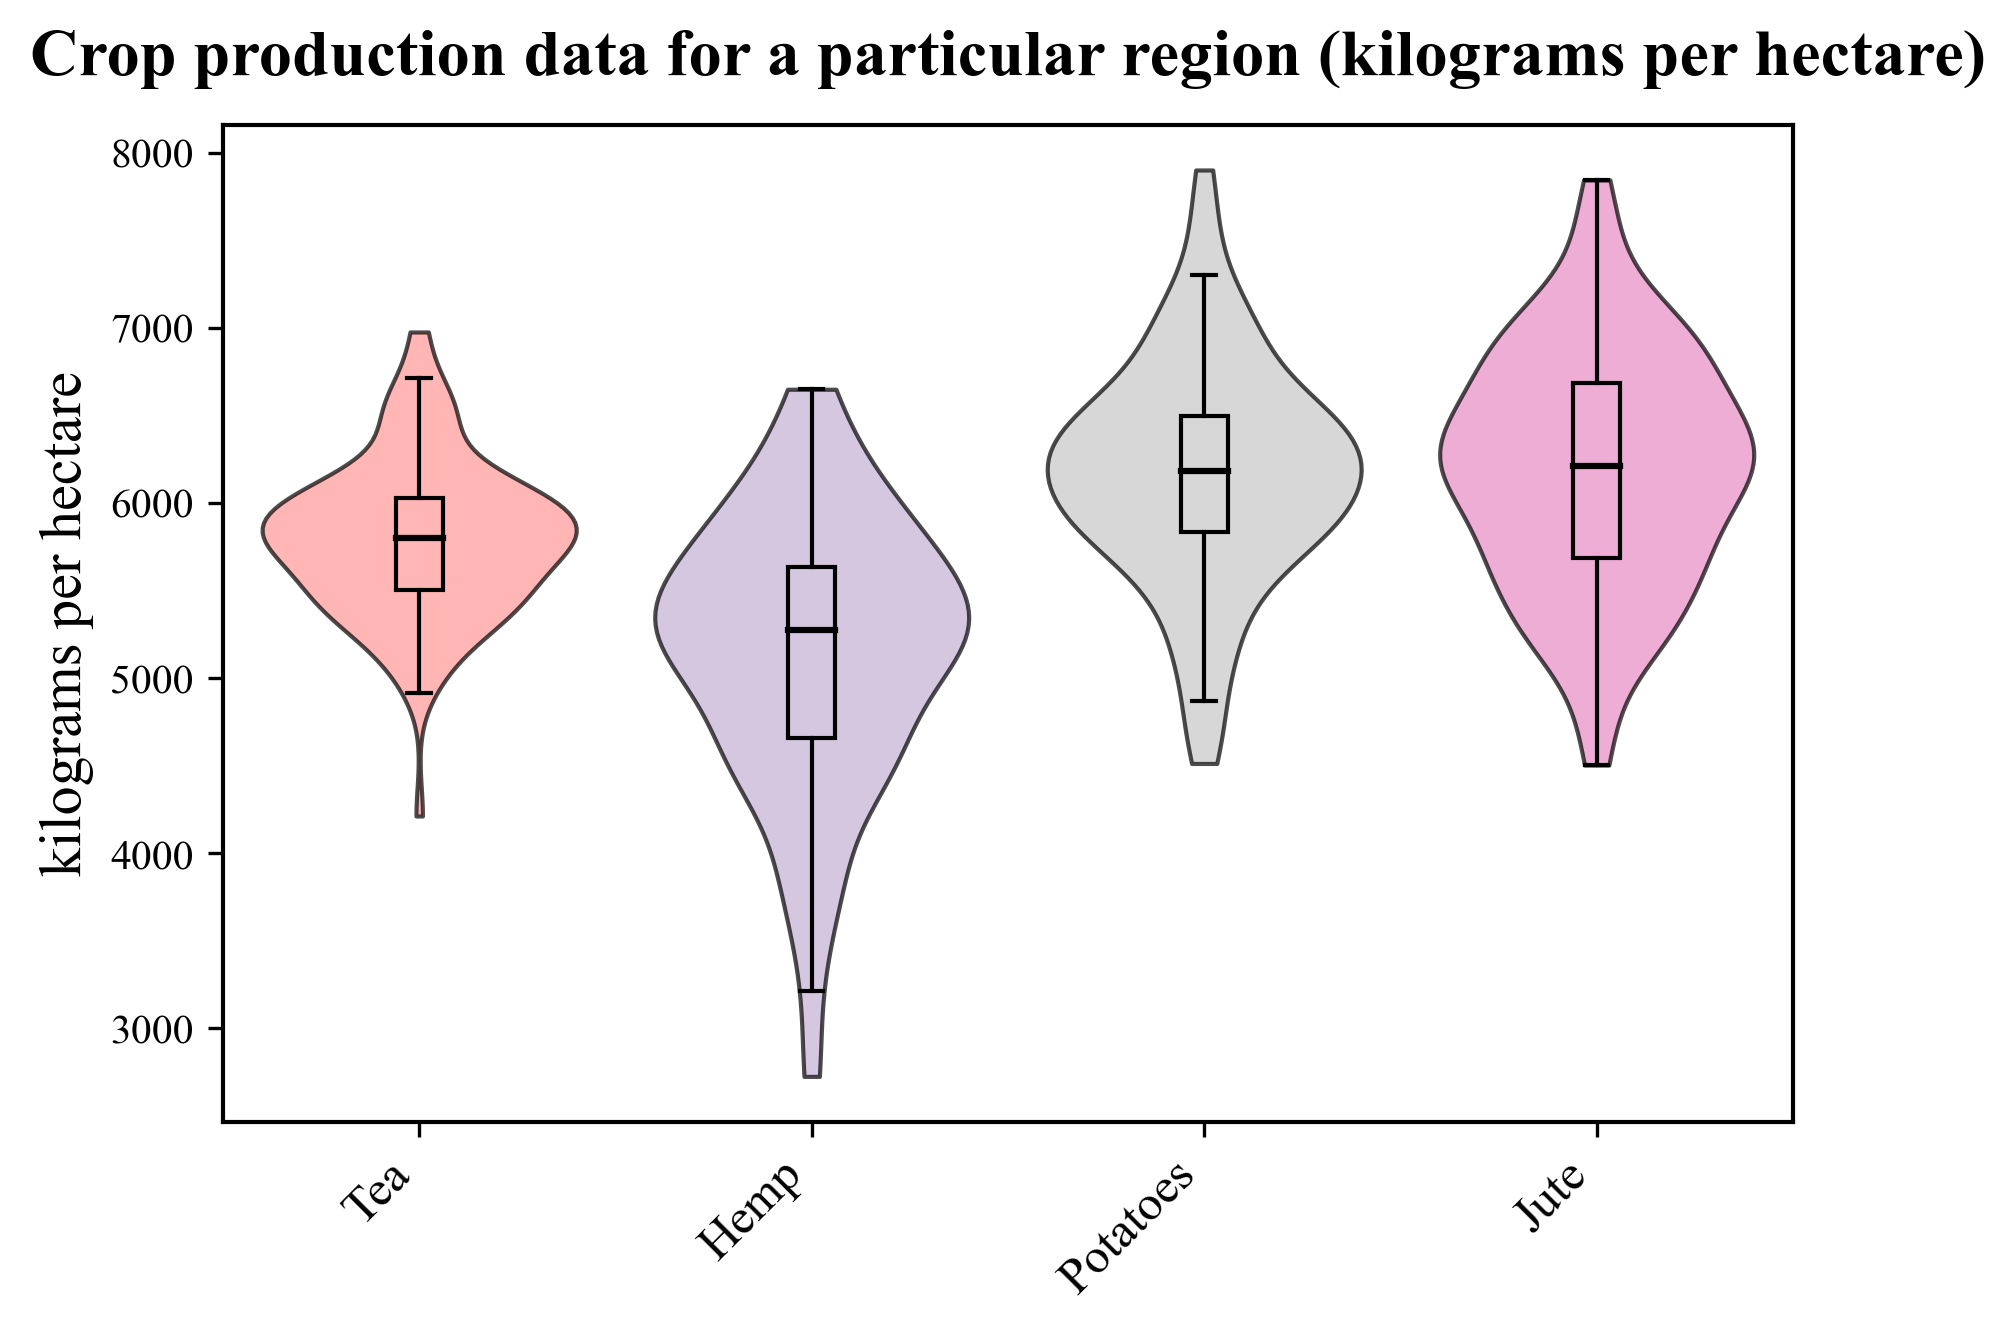 Crop production data for a particular region (kilograms per hectare)
kilograms per hectare
8000
7000
6000
5000
4000
3000
Tea
Hemp
Potatoes
Jute